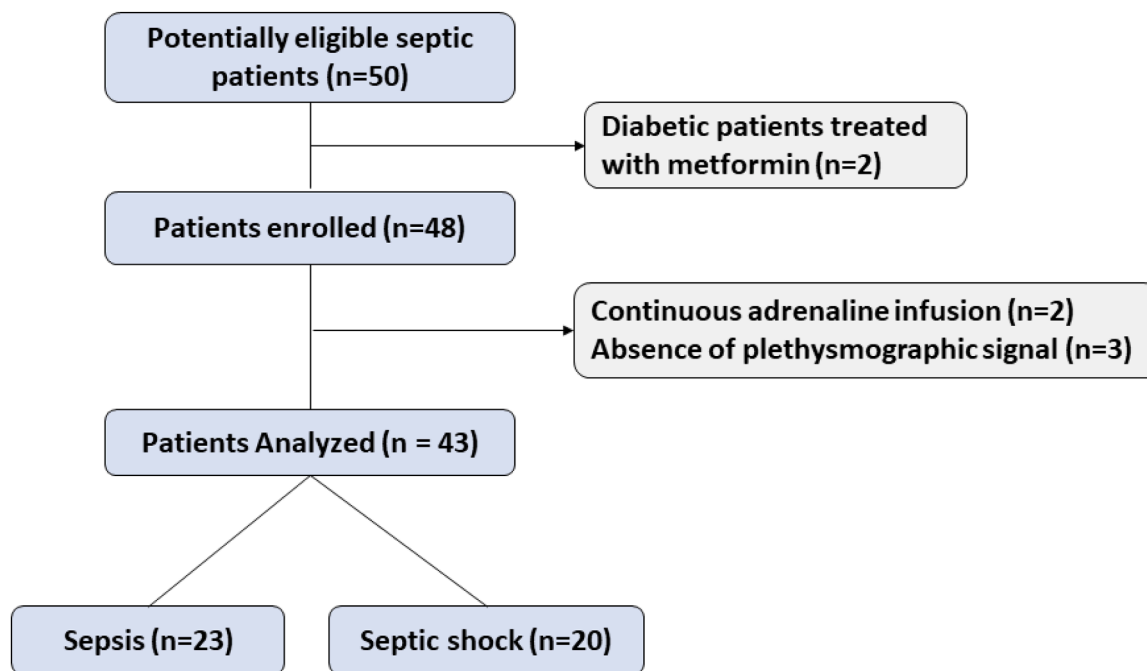 Potentially eligible septic
patients (n=50)
Diabetic patients treated
with metformin (n=2)
Patients enrolled (n=48)
Continuous adrenaline infusion (n=2)
Absence of plethysmographic signal (n=3)
Patients Analyzed (n = 43)
Sepsis (n=23)
Septic shock (n=20)